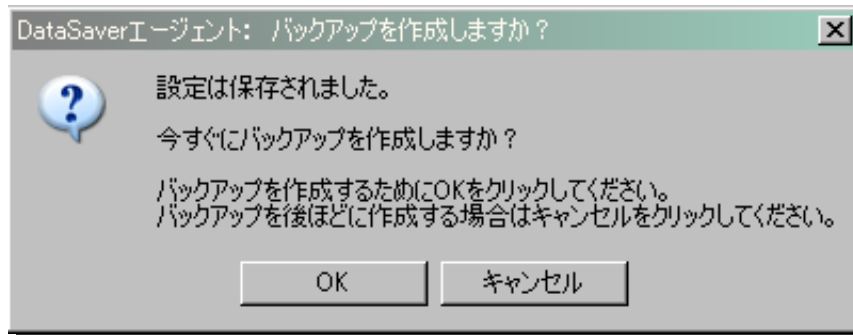 DataSaverエージェント: バックアップを作成しますか？
設定は保存されました。
今すぐにバックアップを作成しますか？
バックアップを作成するためにOKをクリックしてください。
バックアップを後ほどに作成する場合はキャンセルをクリックしてください。
OK キャンセル